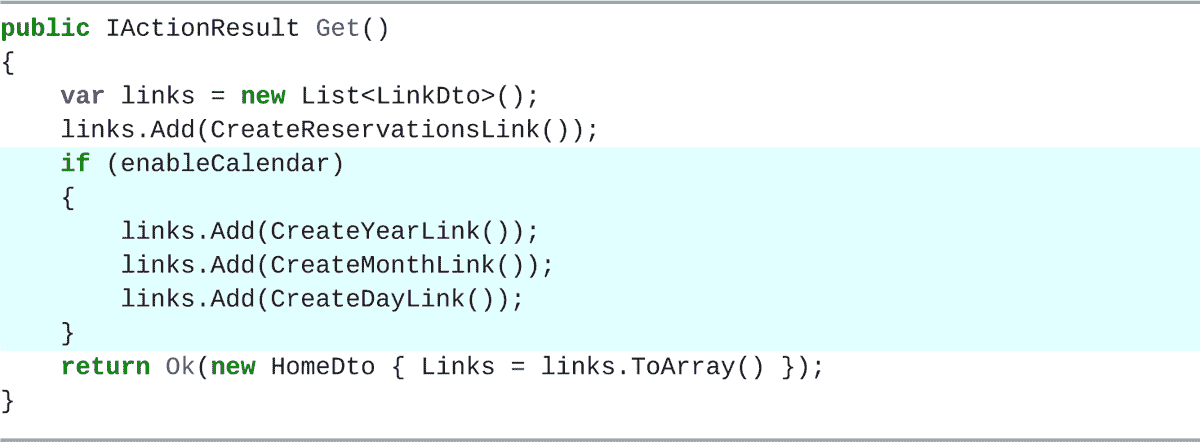 public IActionResult Get()
{
    var links = new List<LinkDto>();
    links.Add(CreateReservationsLink());
    if (enableCalendar)
    {
        links.Add(CreateYearLink());
        links.Add(CreateMonthLink());
        links.Add(CreateDayLink());
    }
    return Ok(new HomeDto { Links = links.ToArray() });
}